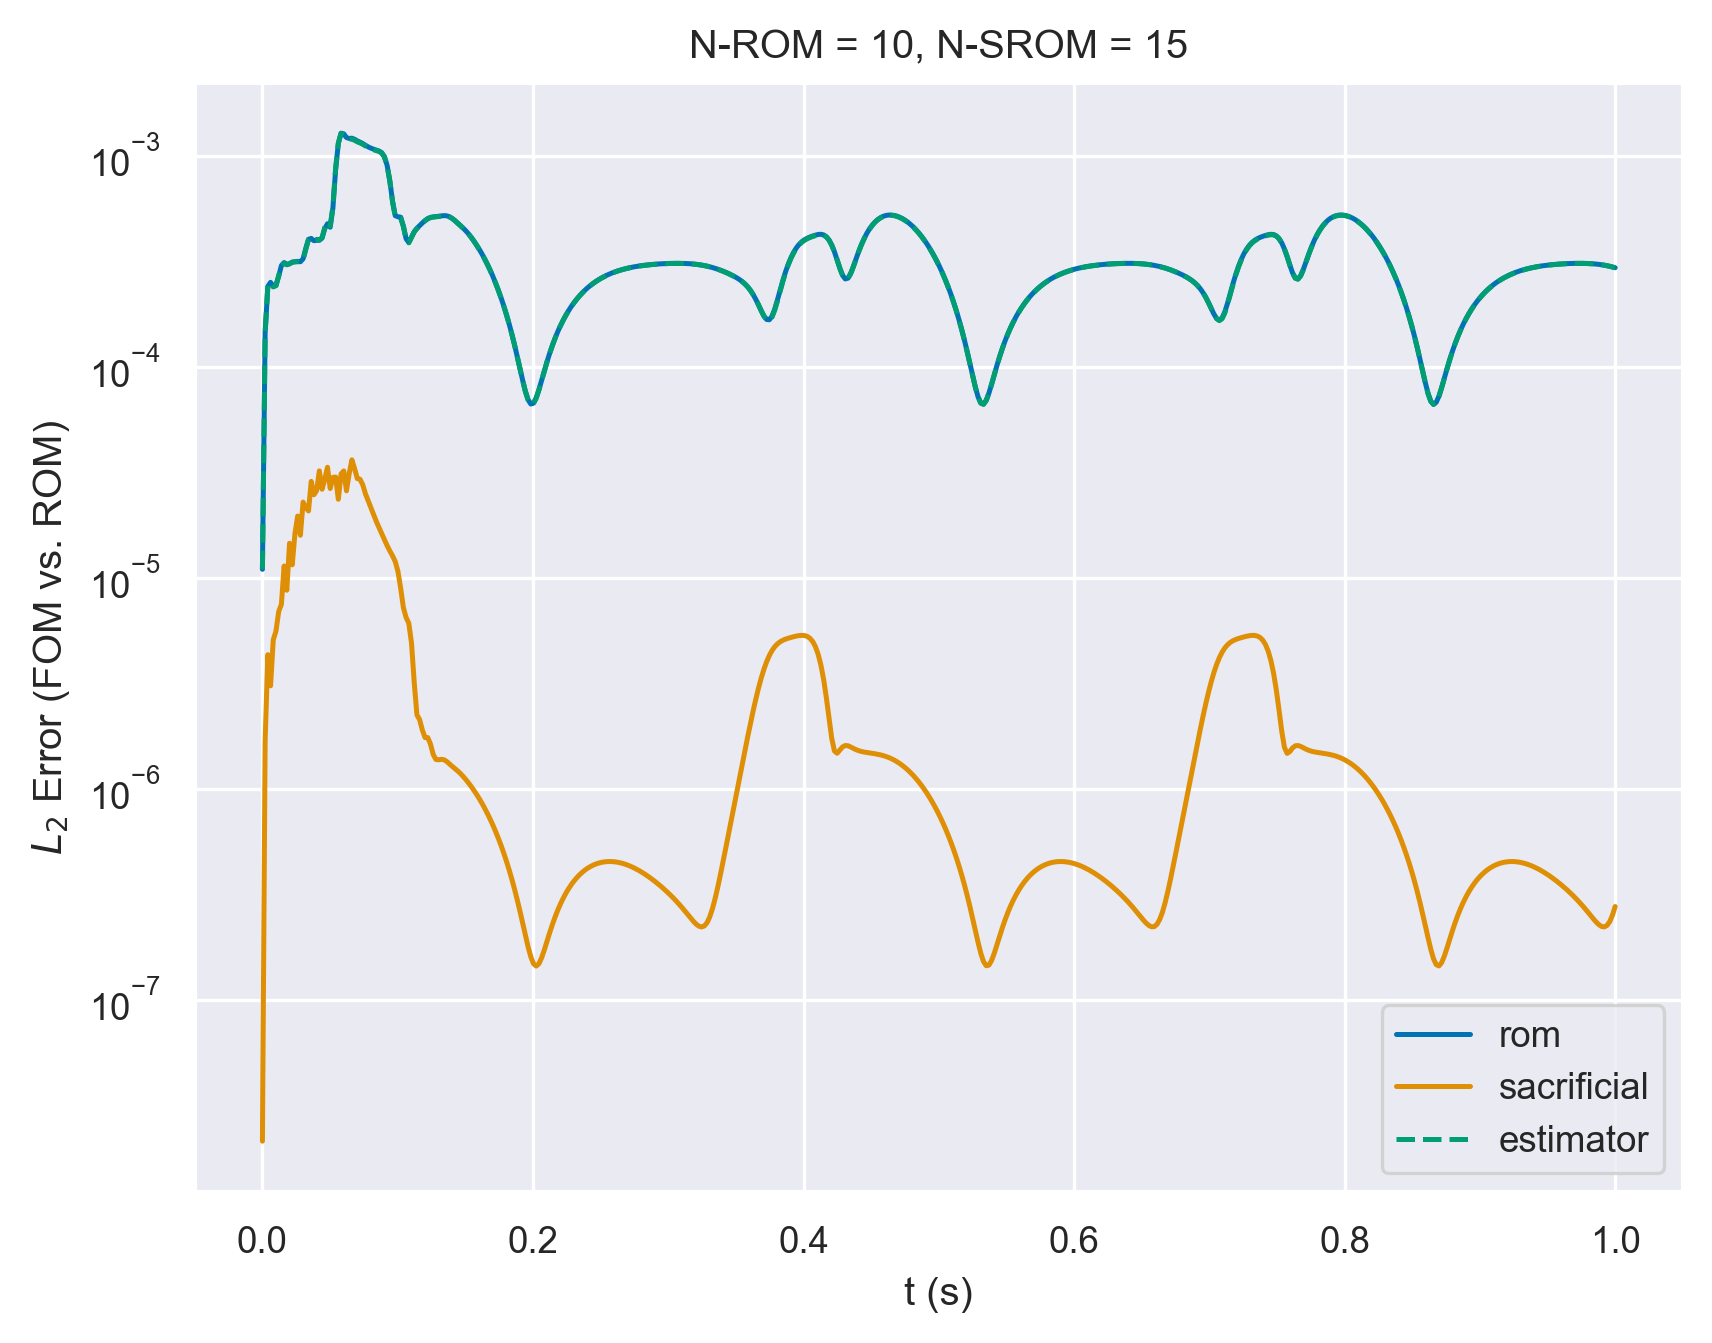 N-ROM = 10, N-SROM = 15
L₂ Error (FOM vs. ROM)
10⁻³
10⁻⁴
10⁻⁵
10⁻⁶
10⁻⁷
rom
sacrificial
estimator
0.0 0.2 0.4 0.6 0.8 1.0
t (s)